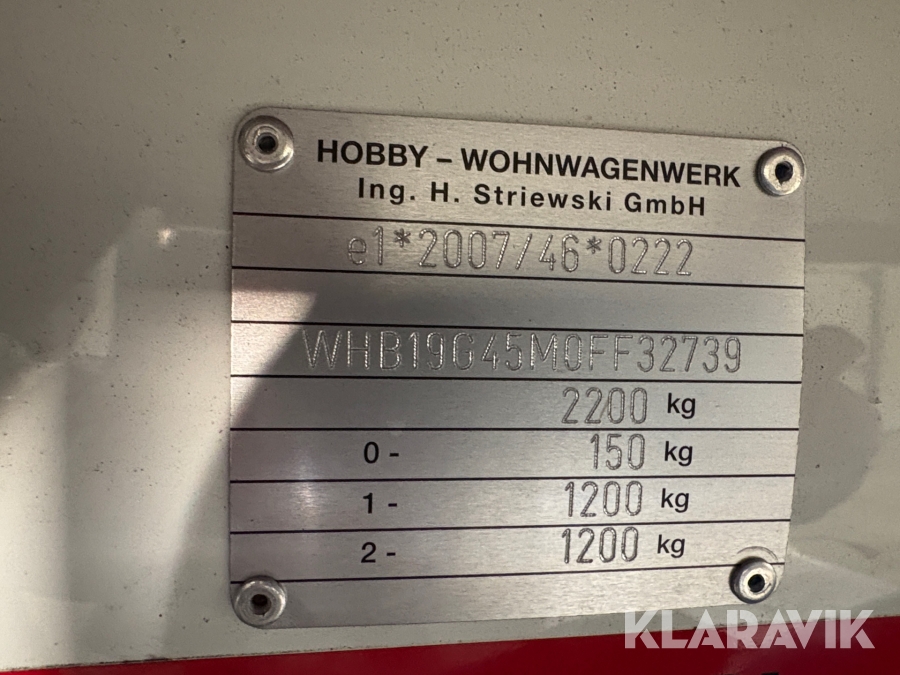 HOBBY – WOHNWAGENWERK
Ing. H. Striewski GmbH
e1*2007/46*0222
WHB19G45M0FF32739
2200 kg
0 - 150 kg
1 - 1200 kg
2 - 1200 kg
KLARAVIK